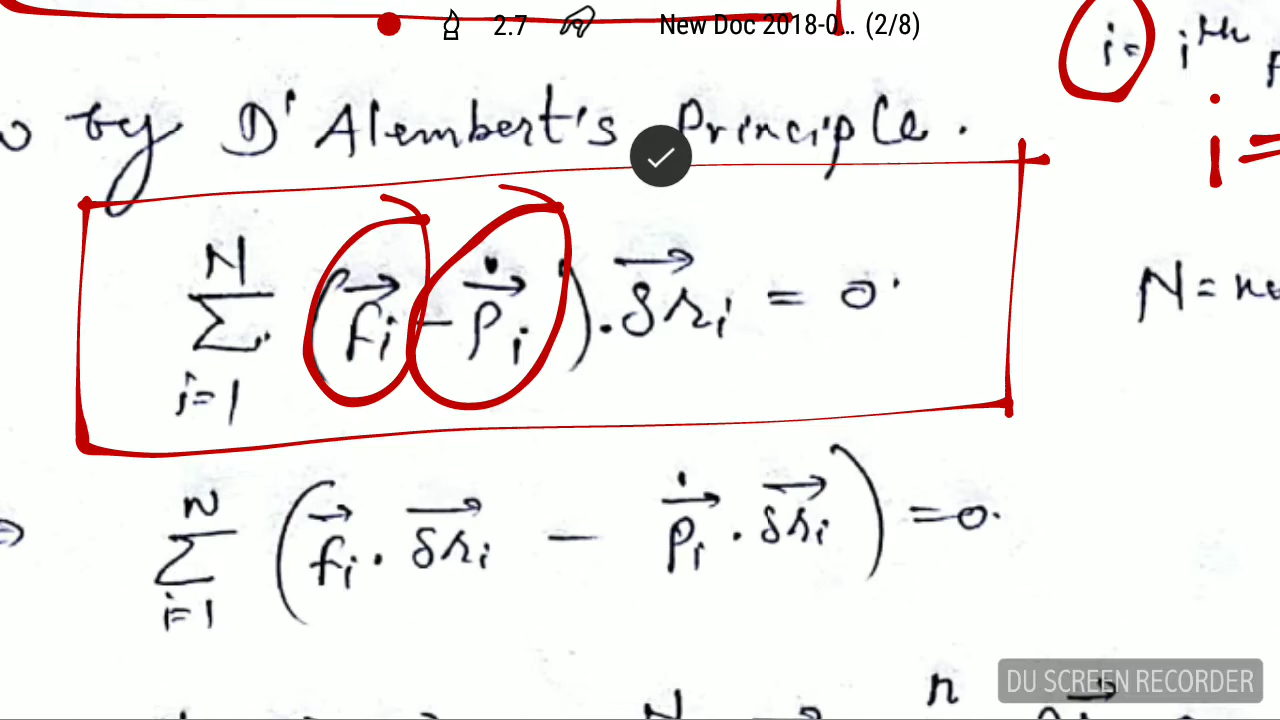 2.7 New Doc 2018-0... (2/8)
i = ith
by D'Alembert's Principle.
i =
N
∑ (f⃗i - ṗ⃗i) . δr⃗i = 0.
i=1
N =
N
⇒ ∑ (f⃗i . δr⃗i - ṗ⃗i . δr⃗i) = 0.
i=1
n
N
DU SCREEN RECORDER